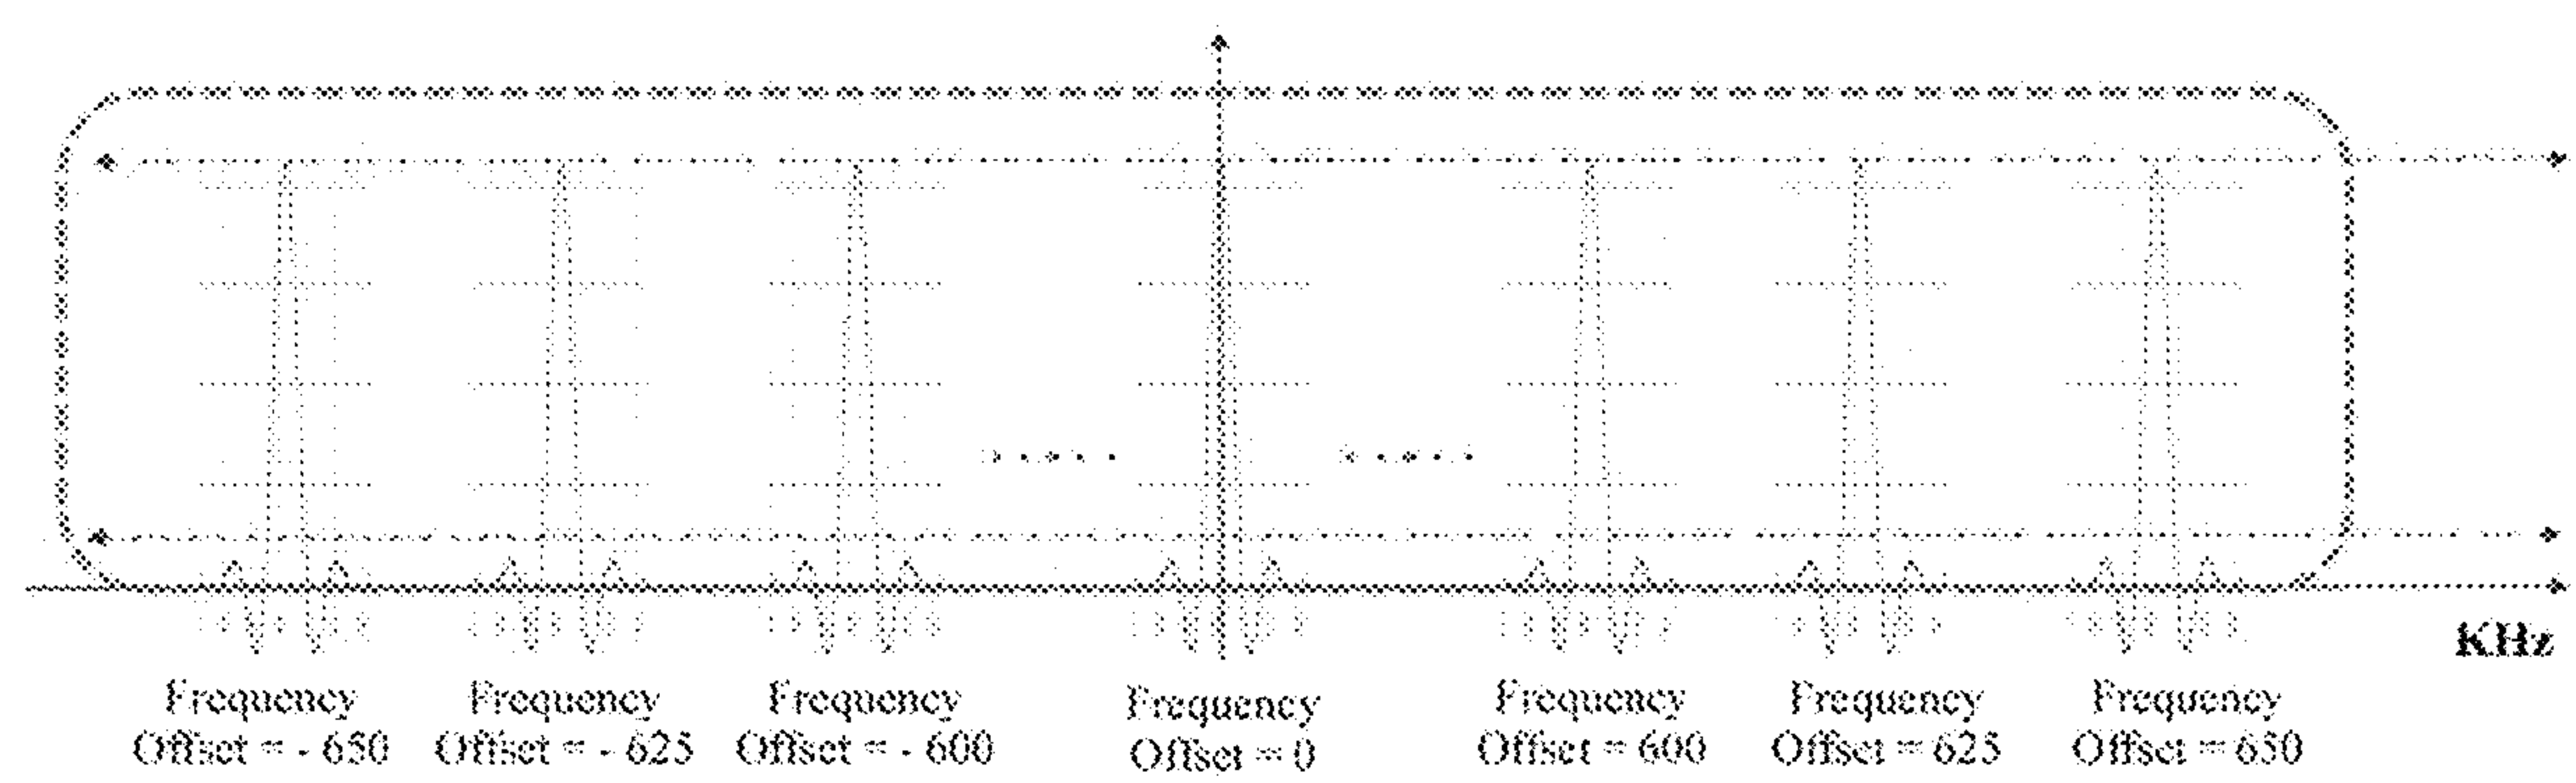 KHz
Frequency
Offset = - 650
Frequency
Offset = - 625
Frequency
Offset = - 600
Frequency
Offset = 0
Frequency
Offset = 600
Frequency
Offset = 625
Frequency
Offset = 650